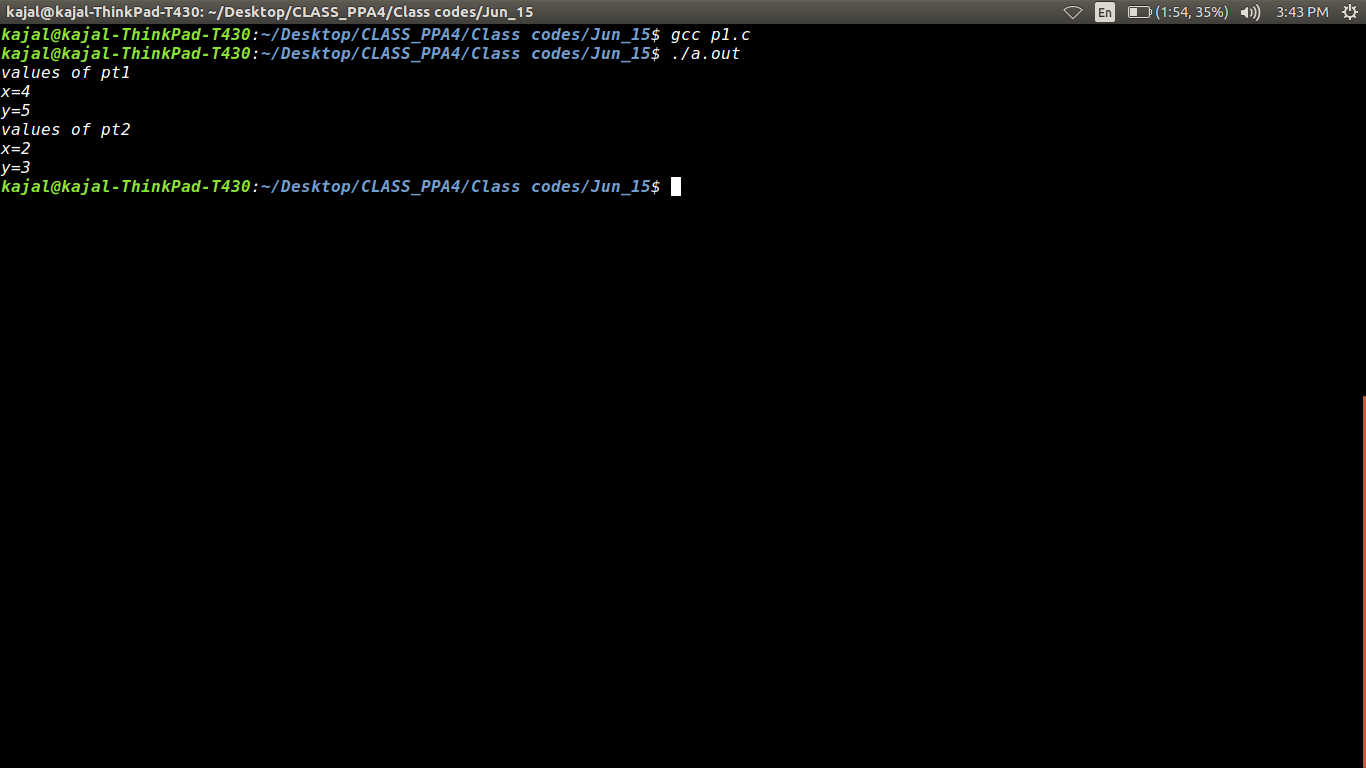 kajal@kajal-ThinkPad-T430: ~/Desktop/CLASS_PPA4/Class codes/Jun_15 En (1:54, 35%) 3:43 PM
kajal@kajal-ThinkPad-T430:~/Desktop/CLASS_PPA4/Class codes/Jun_15$ gcc p1.c
kajal@kajal-ThinkPad-T430:~/Desktop/CLASS_PPA4/Class codes/Jun_15$ ./a.out
values of pt1
x=4
y=5
values of pt2
x=2
y=3
kajal@kajal-ThinkPad-T430:~/Desktop/CLASS_PPA4/Class codes/Jun_15$